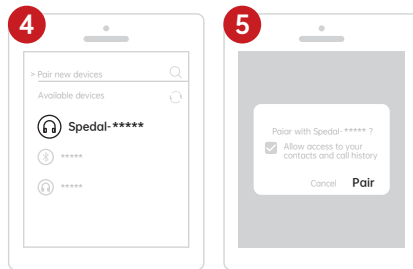 4
> Pair new devices
Available devices
Spedal-*****
*****
*****
5
Paiar with Spedal-***** ?
Allow access to your
contacts and call history
Cancel Pair